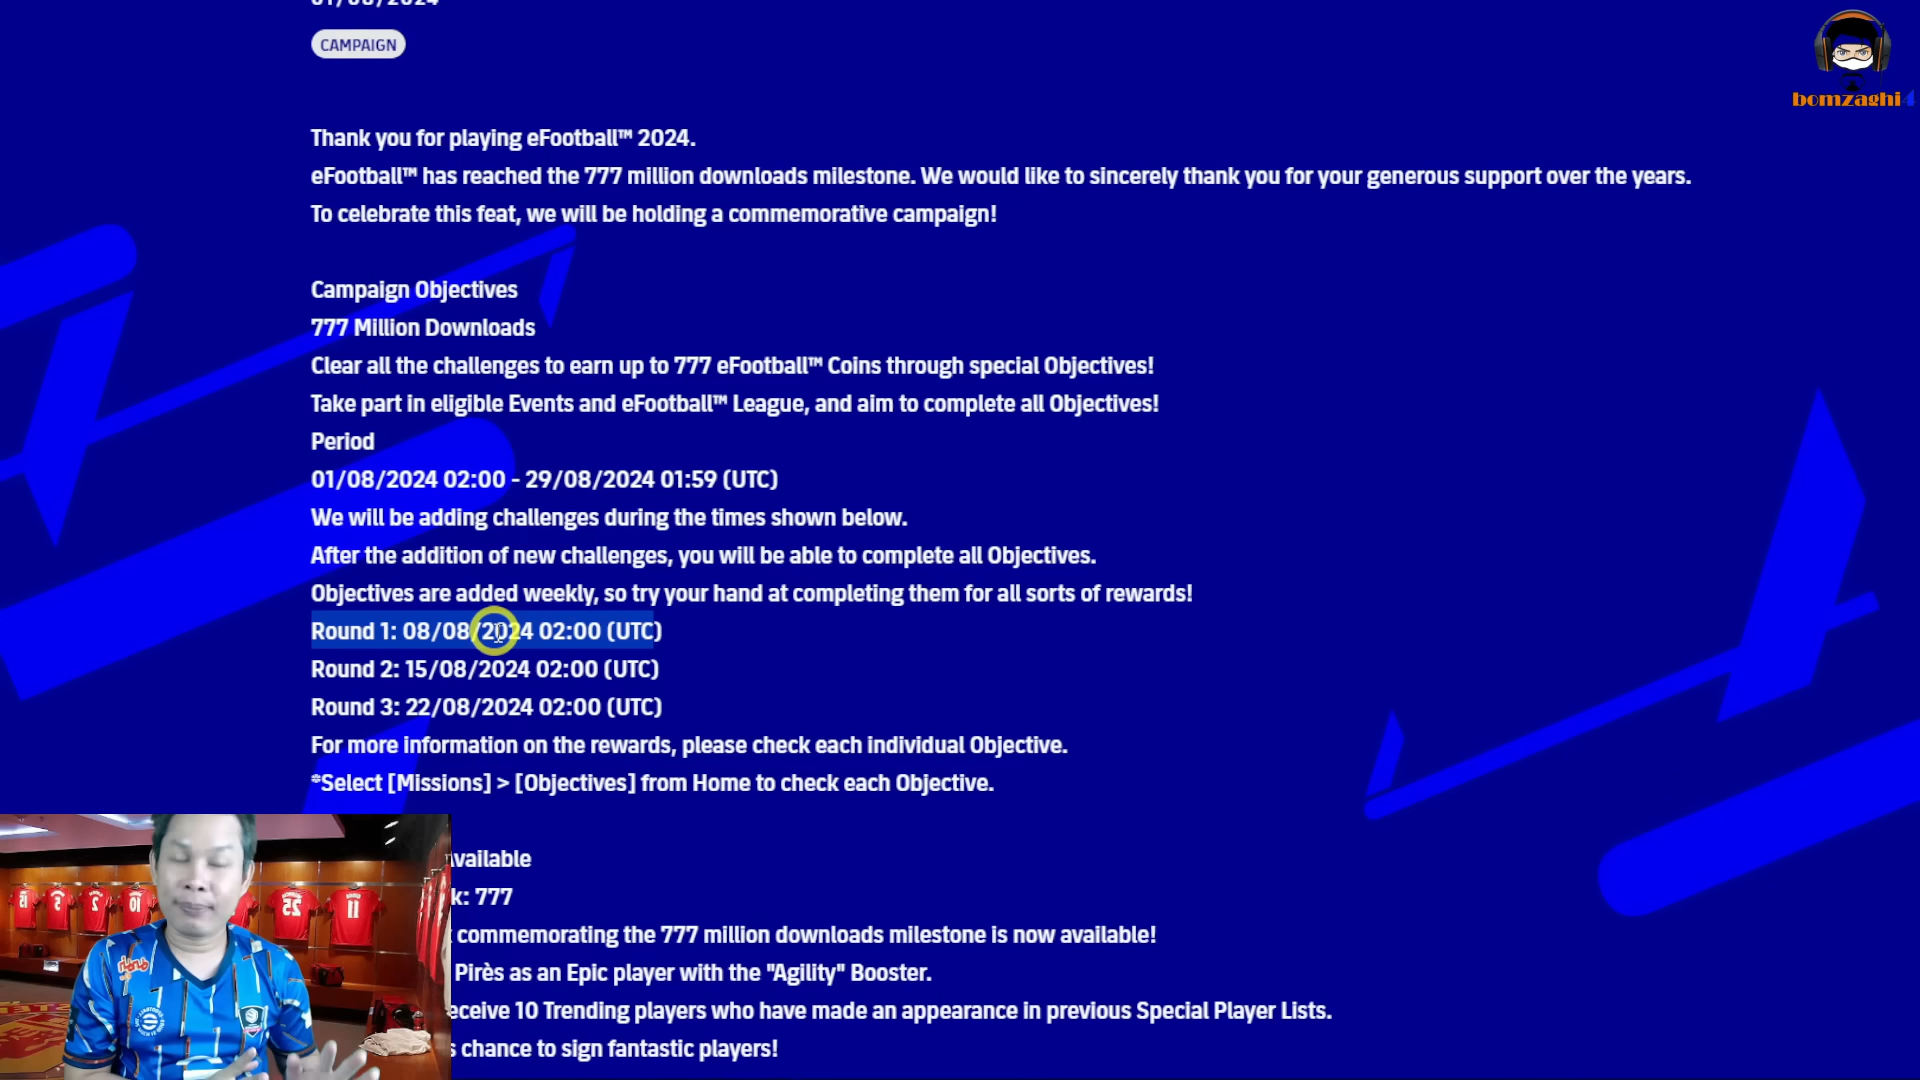 CAMPAIGN
bomzaghi4
Thank you for playing eFootball™ 2024.
eFootball™ has reached the 777 million downloads milestone. We would like to sincerely thank you for your generous support over the years.
To celebrate this feat, we will be holding a commemorative campaign!
Campaign Objectives
777 Million Downloads
Clear all the challenges to earn up to 777 eFootball™ Coins through special Objectives!
Take part in eligible Events and eFootball™ League, and aim to complete all Objectives!
Period
01/08/2024 02:00 - 29/08/2024 01:59 (UTC)
We will be adding challenges during the times shown below.
After the addition of new challenges, you will be able to complete all Objectives.
Objectives are added weekly, so try your hand at completing them for all sorts of rewards!
Round 1: 08/08/2024 02:00 (UTC)
Round 2: 15/08/2024 02:00 (UTC)
Round 3: 22/08/2024 02:00 (UTC)
For more information on the rewards, please check each individual Objective.
*Select [Missions] > [Objectives] from Home to check each Objective.
vailable
k: 777
commemorating the 777 million downloads milestone is now available!
Pirès as an Epic player with the "Agility" Booster.
eceive 10 Trending players who have made an appearance in previous Special Player Lists.
s chance to sign fantastic players!